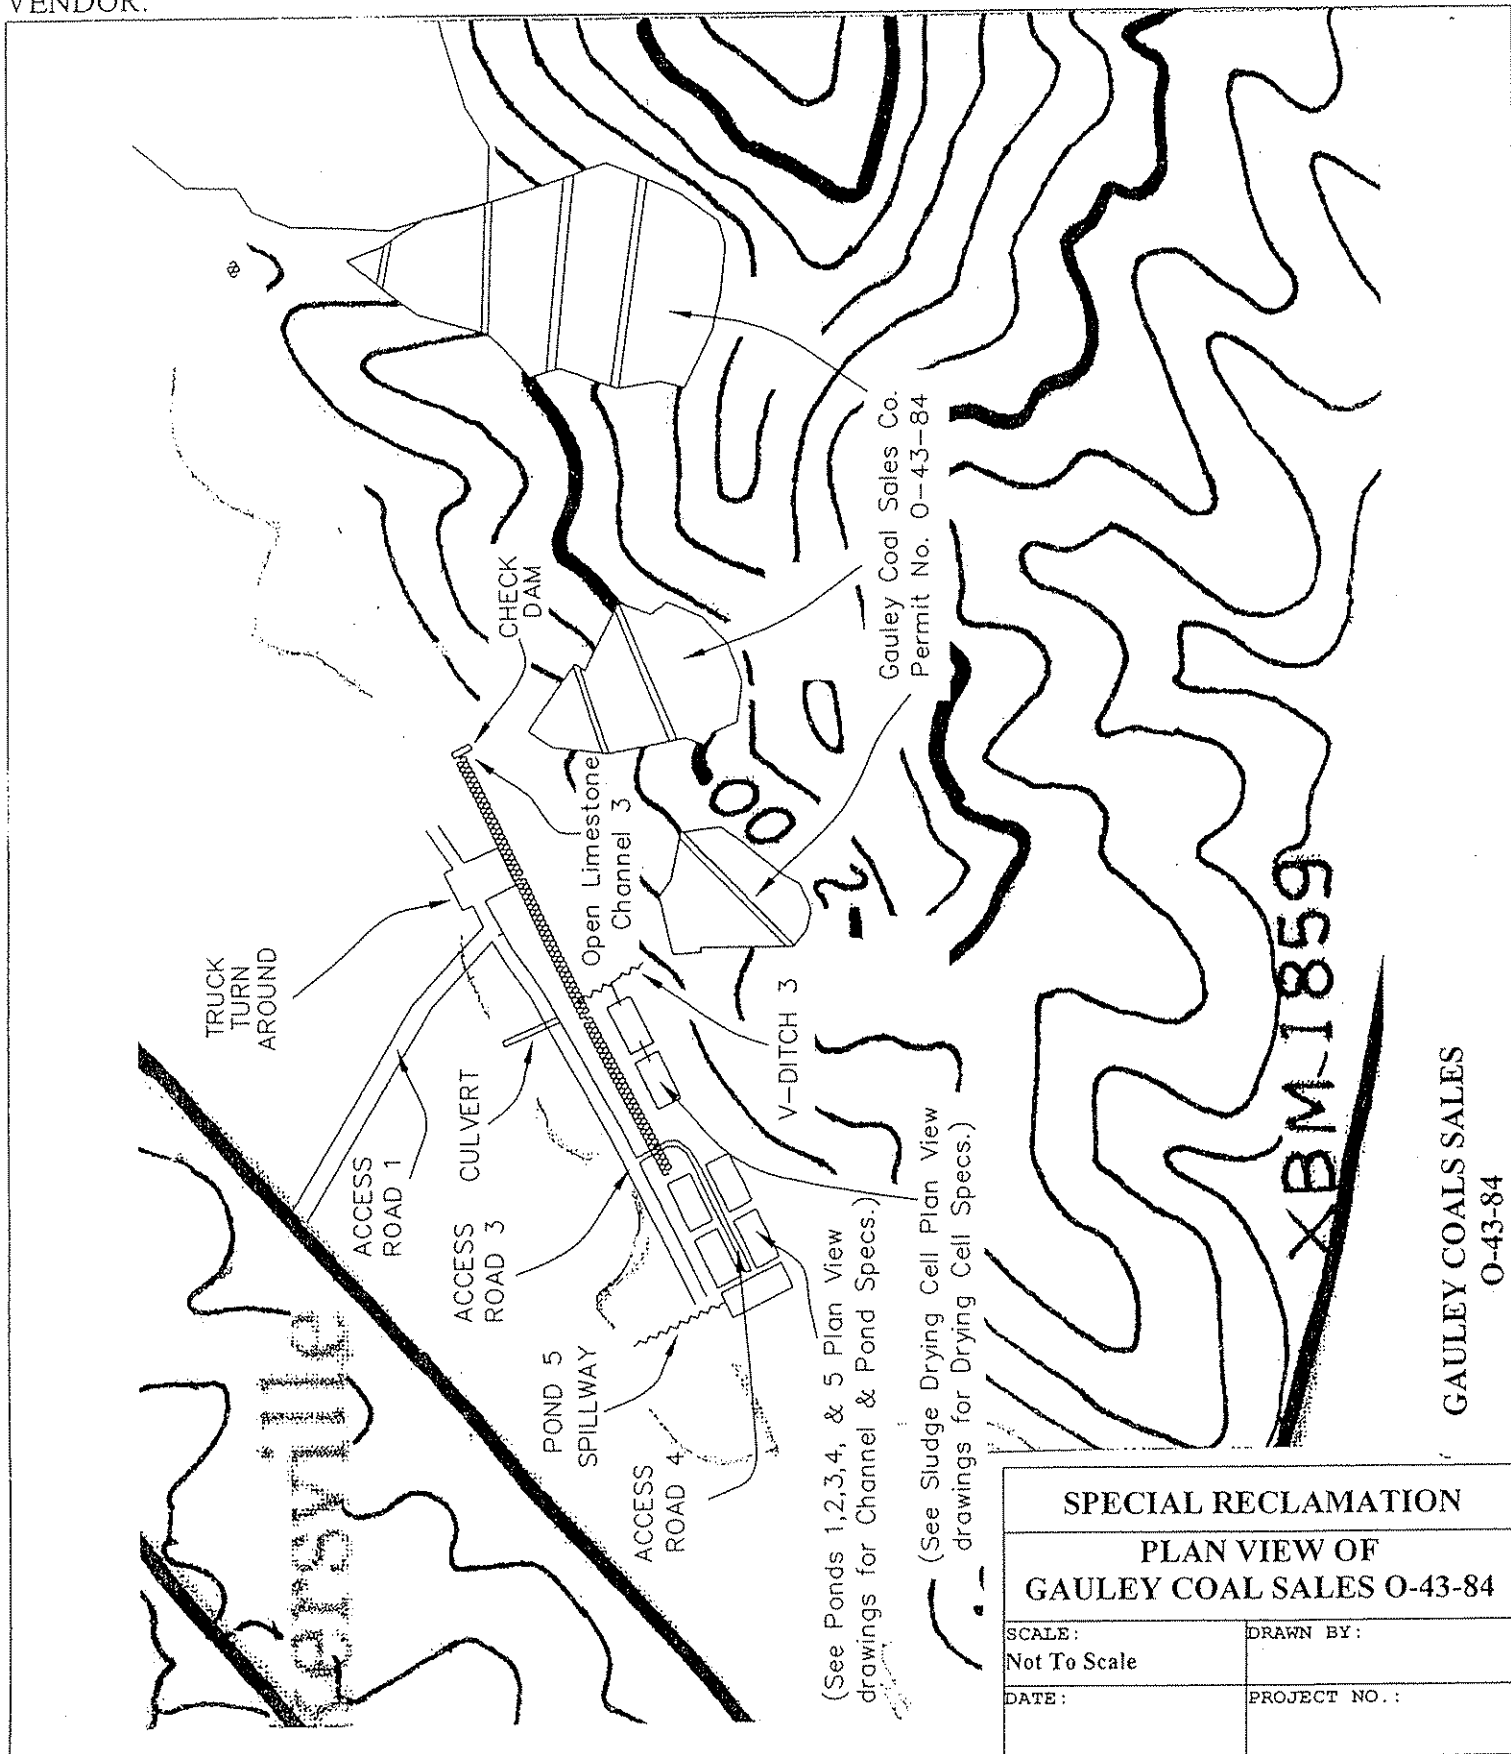 VENDOR:
CHECK
DAM
Gauley Coal Sales Co.
Permit No. O-43-84
Open Limestone
Channel 3
TRUCK
TURN
AROUND
V-DITCH 3
ACCESS
ROAD 1
CULVERT
ACCESS
ROAD 3
POND 5
SPILLWAY
ACCESS
ROAD 4
(See Ponds 1,2,3,4, & 5 Plan View
drawings for Channel & Pond Specs.)
(See Sludge Drying Cell Plan View
drawings for Drying Cell Specs.)
XBM-1859
ersville
GAULEY COALS SALES
O-43-84
SPECIAL RECLAMATION
PLAN VIEW OF
GAULEY COAL SALES O-43-84
SCALE:
Not To Scale
DRAWN BY:
DATE:
PROJECT NO.: